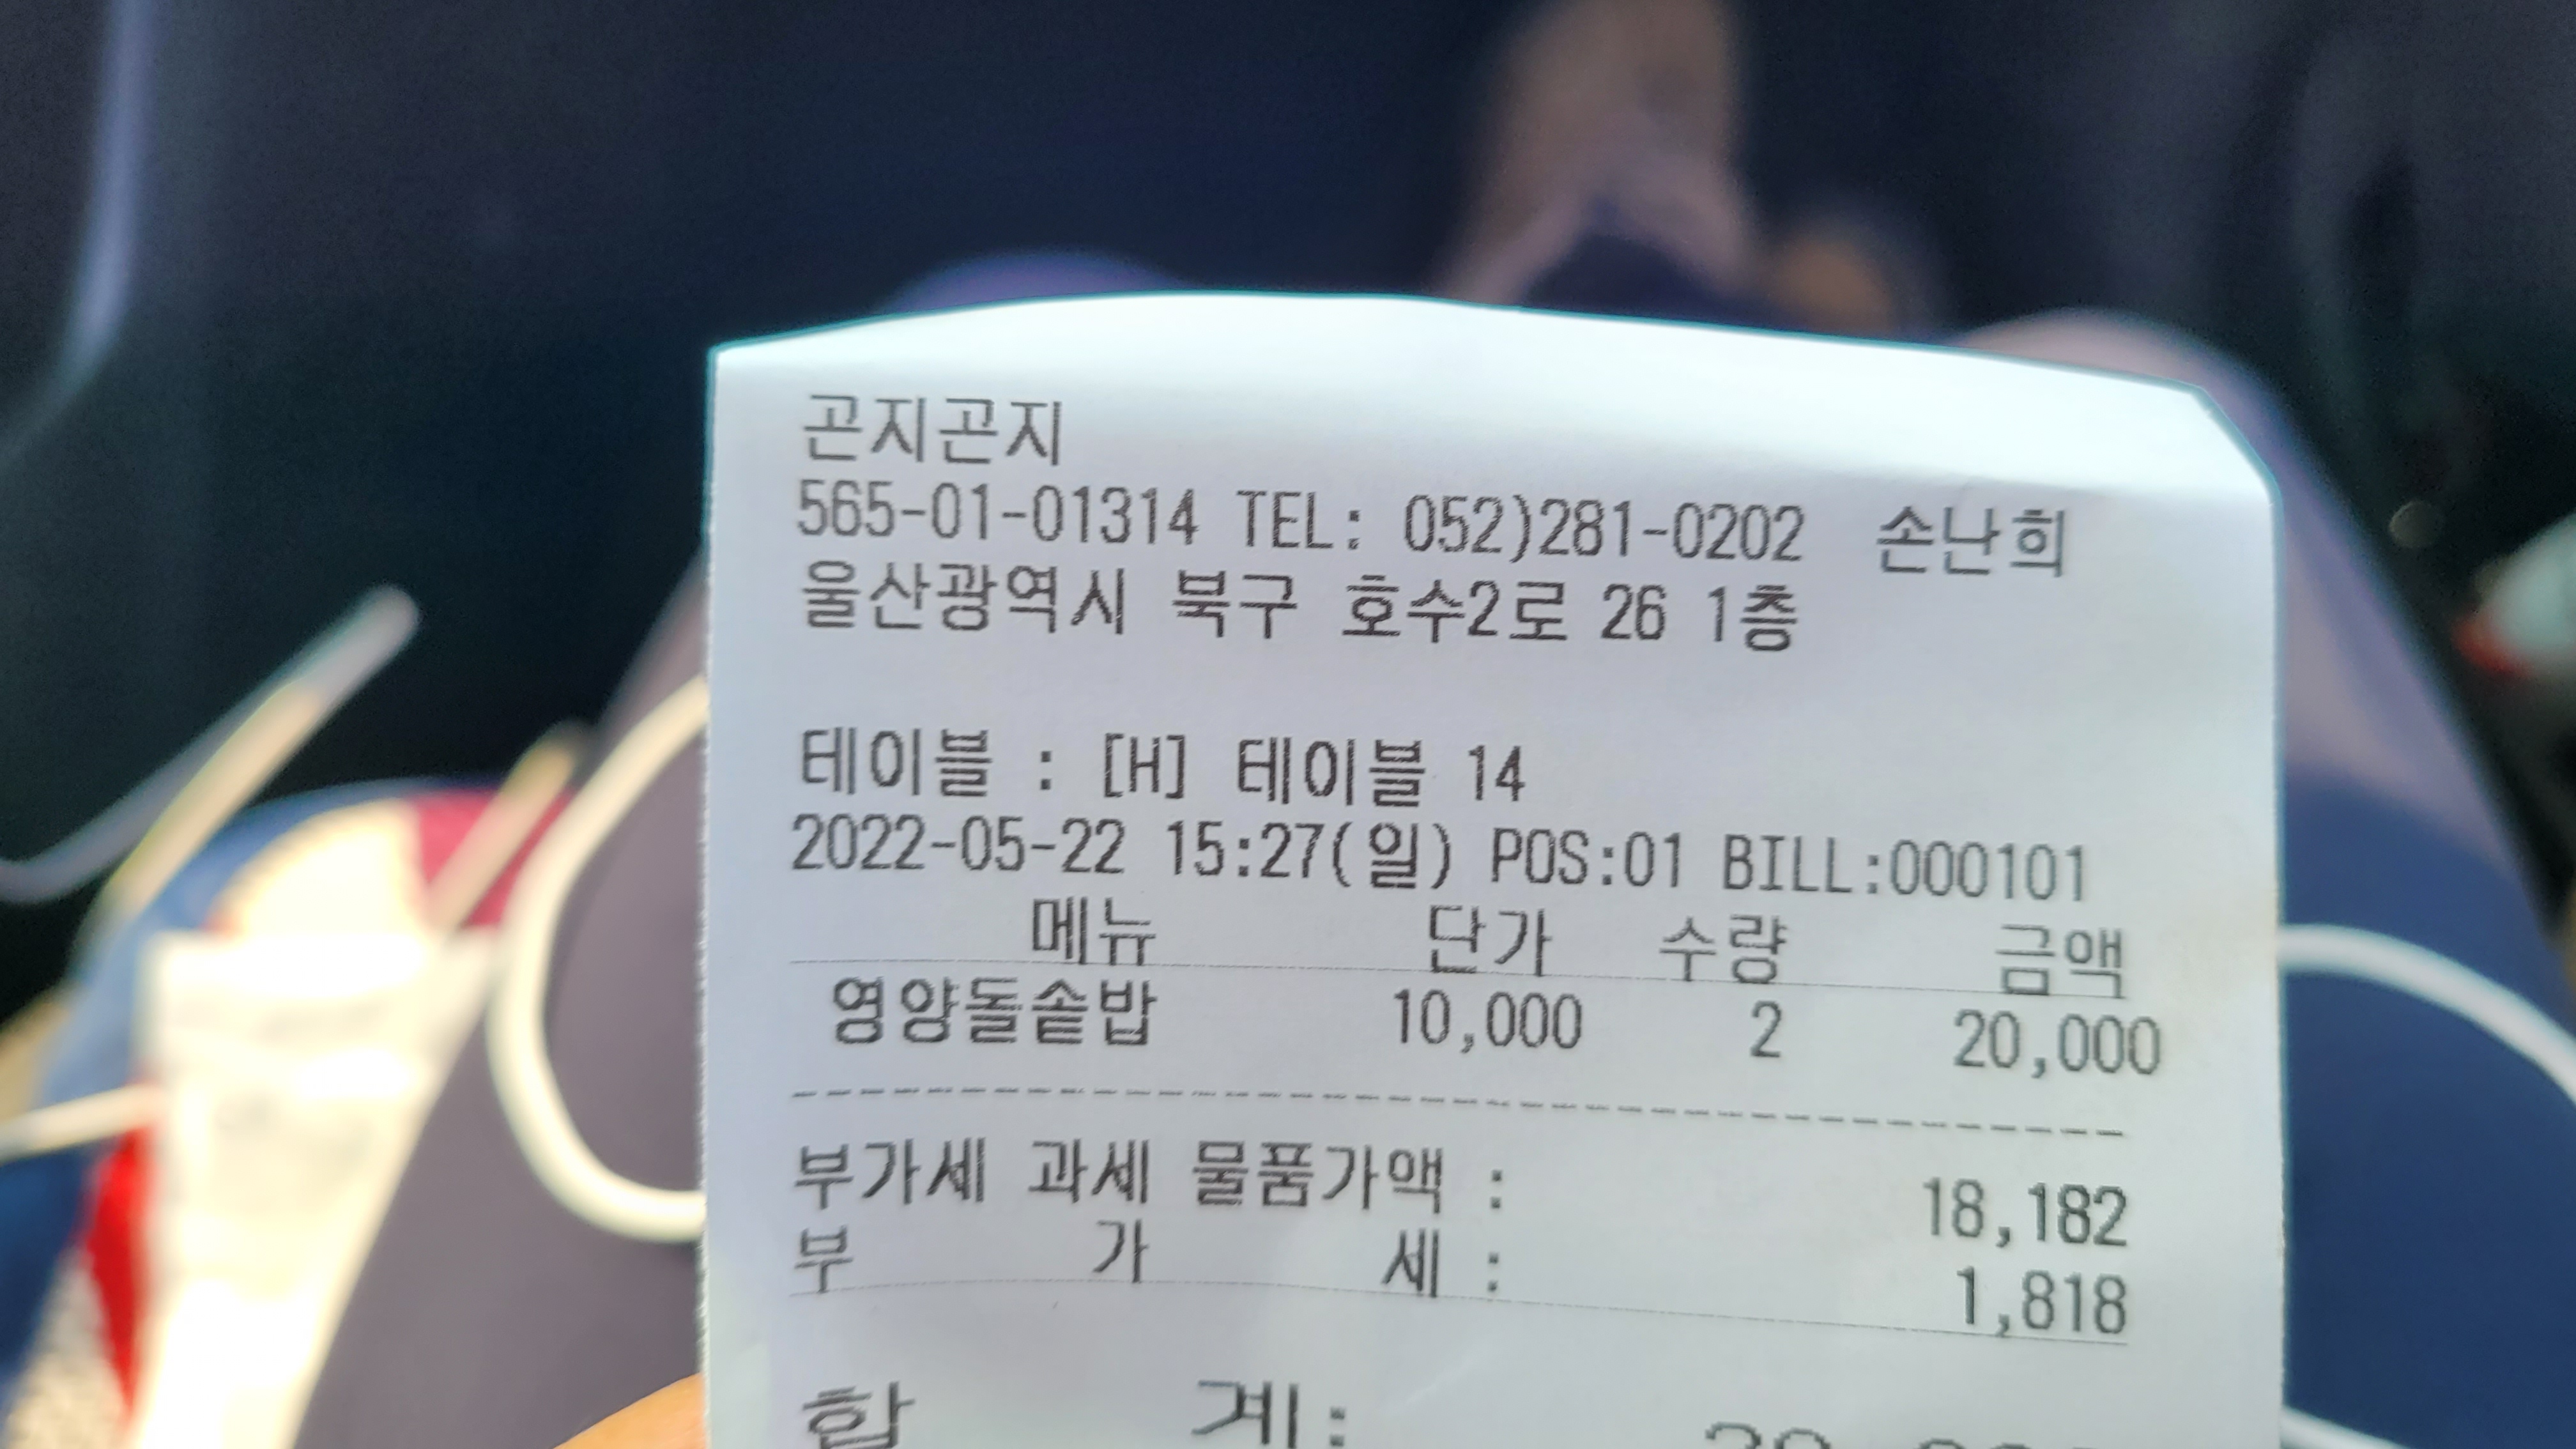 곤지곤지
565-01-01314 TEL: 052)281-0202 손난희
울산광역시 북구 호수2로 26 1층
테이블 : [H] 테이블 14
2022-05-22 15:27(일) POS:01 BILL:000101
메뉴 단가 수량 금액
영양돌솥밥 10,000 2 20,000
부가세 과세 물품가액 : 18,182
부 가 세 : 1,818
합 계: